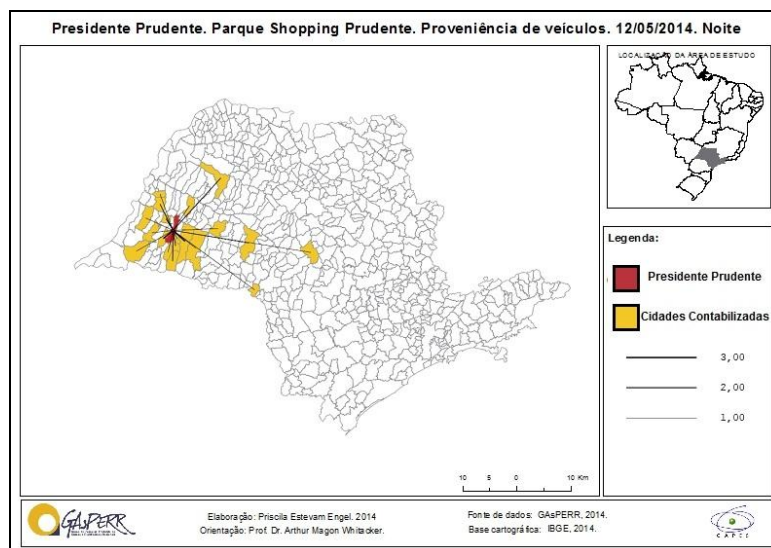 Presidente Prudente. Parque Shopping Prudente. Proveniência de veículos. 12/05/2014. Noite
LOCALIZAÇÃO DA ÁREA DE ESTUDO
Legenda:
Presidente Prudente
Cidades Contabilizadas
3,00
2,00
1,00
10 5 0 10 Km
GAsPERR
Elaboração: Priscila Estevam Engel. 2014
Orientação: Prof. Dr. Arthur Magon Whitacker.
Fonte de dados: GAsPERR, 2014.
Base cartográfica: IBGE, 2014.
CAPES